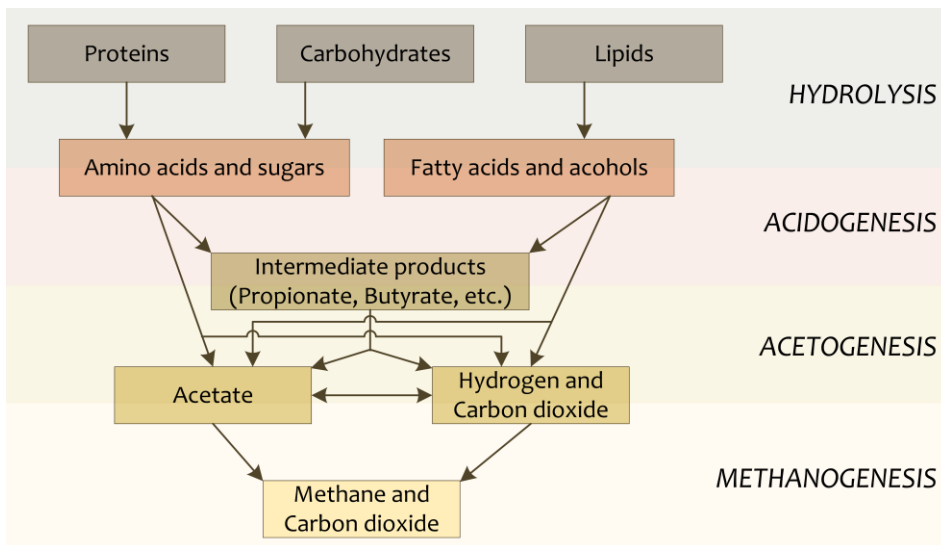 Proteins
Carbohydrates
Lipids
HYDROLYSIS
Amino acids and sugars
Fatty acids and acohols
ACIDOGENESIS
Intermediate products
(Propionate, Butyrate, etc.)
ACETOGENESIS
Acetate
Hydrogen and
Carbon dioxide
METHANOGENESIS
Methane and
Carbon dioxide